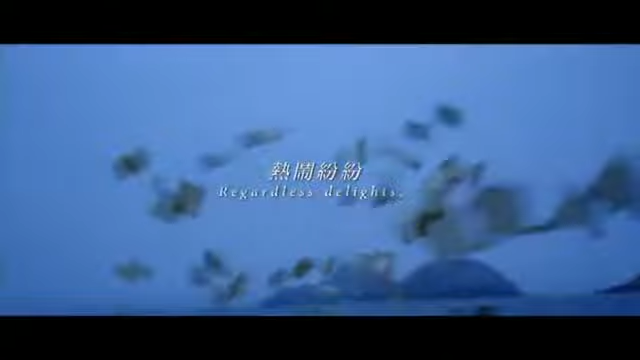 熱鬧紛紛
Regardless delights.